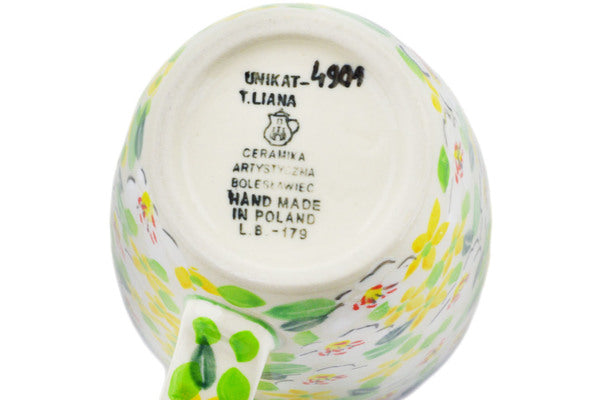 UNIKAT-4901
T.LIANA
CERAMIKA
ARTYSTYCZNA
BOLESŁAWIEC
HAND MADE
IN POLAND
L.B.-179